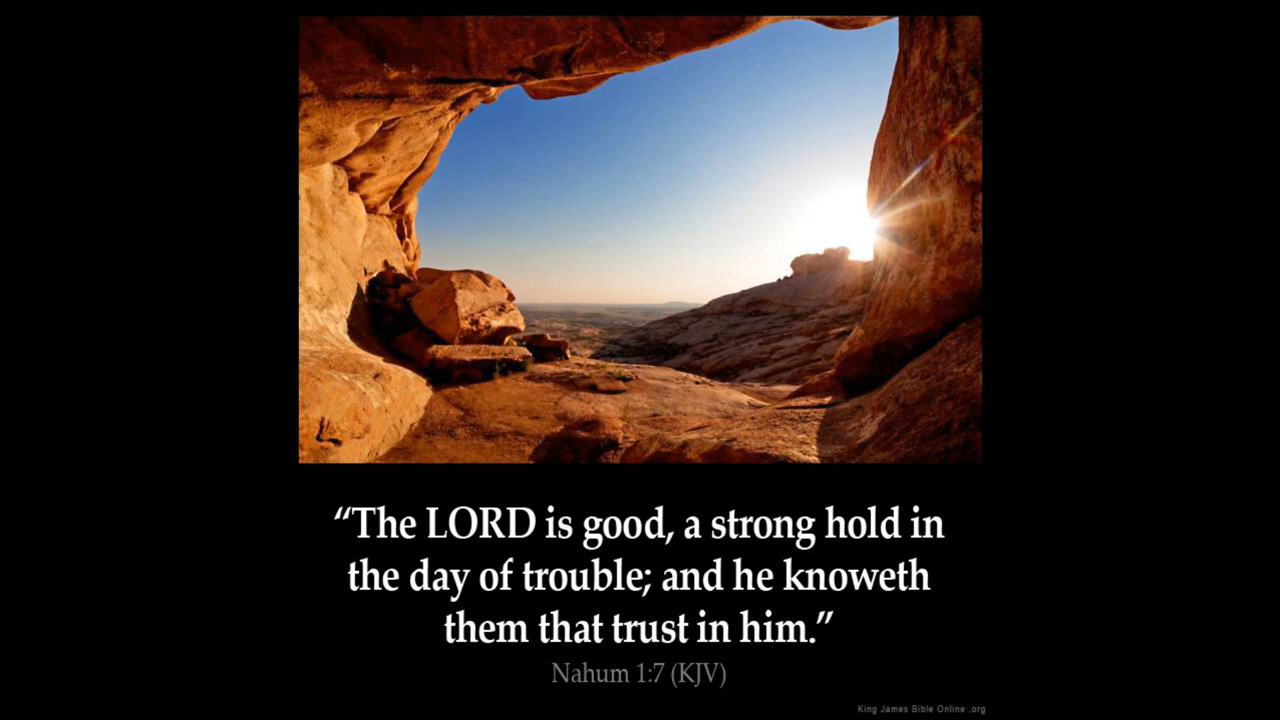 “The LORD is good, a strong hold in
the day of trouble; and he knoweth
them that trust in him.”
Nahum 1:7 (KJV)
King James Bible Online .org